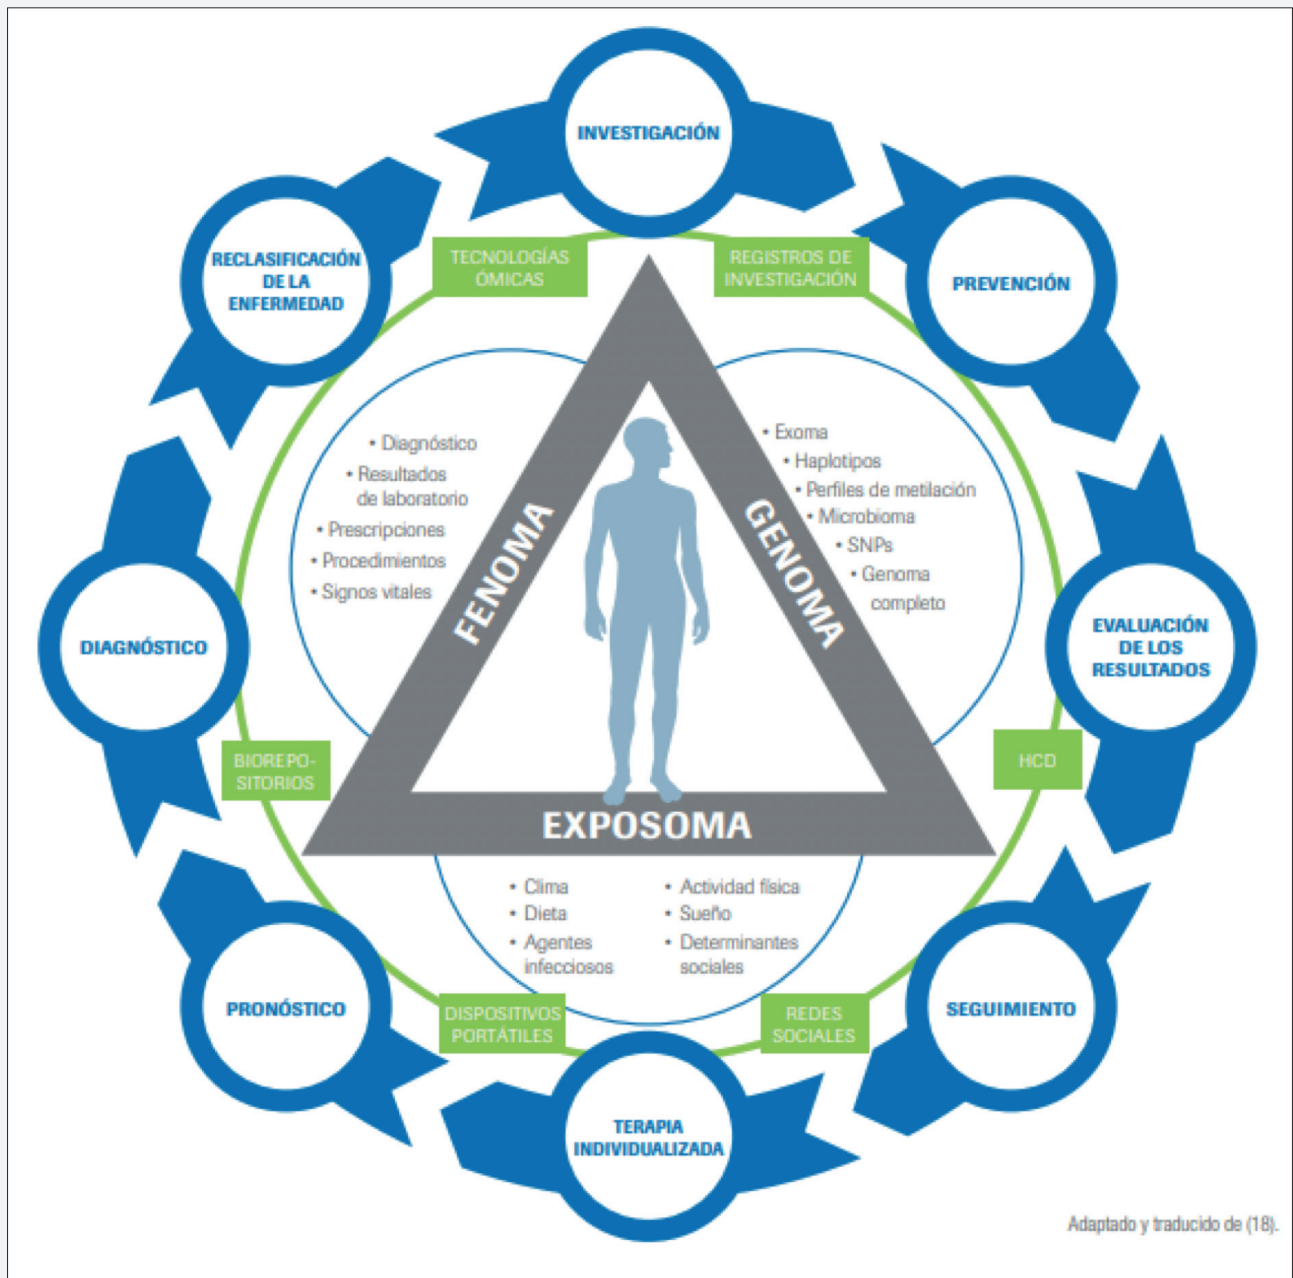 INVESTIGACIÓN
RECLASIFICACIÓN
DE LA
ENFERMEDAD
TECNOLOGÍAS
ÓMICAS
REGISTROS DE
INVESTIGACIÓN
PREVENCIÓN
• Diagnóstico
• Resultados
de laboratorio
• Prescripciones
• Procedimientos
• Signos vitales
FENOMA
GENOMA
• Exoma
• Haplotipos
• Perfiles de metilación
• Microbioma
• SNPs
• Genoma
completo
DIAGNÓSTICO
EVALUACIÓN
DE LOS
RESULTADOS
BIOREPO-
SITORIOS
HCD
EXPOSOMA
• Clima
• Dieta
• Agentes
infecciosos
• Actividad física
• Sueño
• Determinantes
sociales
PRONÓSTICO
DISPOSITIVOS
PORTÁTILES
REDES
SOCIALES
SEGUIMIENTO
TERAPIA
INDIVIDUALIZADA
Adaptado y traducido de (18).